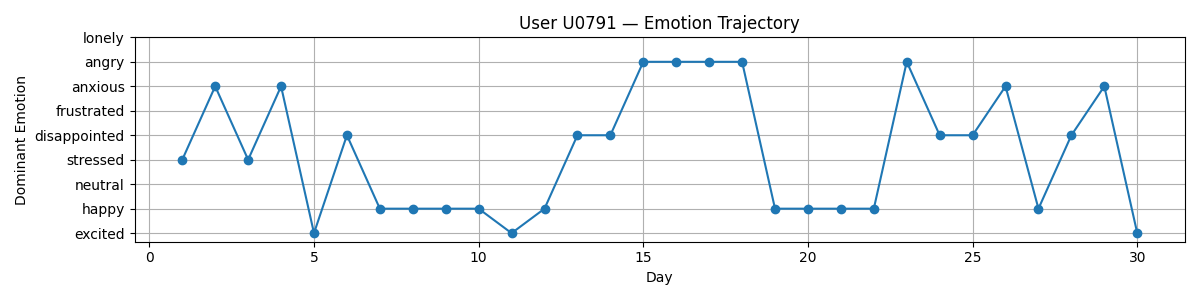 User U0791 — Emotion Trajectory
Dominant Emotion
lonely
angry
anxious
frustrated
disappointed
stressed
neutral
happy
excited
0 5 10 15 20 25 30
Day